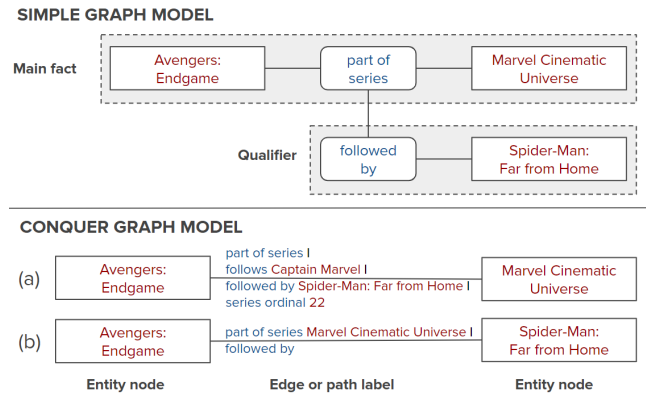 SIMPLE GRAPH MODEL
Main fact
Avengers:
Endgame
part of
series
Marvel Cinematic
Universe
Qualifier
followed
by
Spider-Man:
Far from Home
CONQUER GRAPH MODEL
(a)
Avengers:
Endgame
part of series |
follows Captain Marvel |
followed by Spider-Man: Far from Home |
series ordinal 22
Marvel Cinematic
Universe
(b)
Avengers:
Endgame
part of series Marvel Cinematic Universe |
followed by
Spider-Man:
Far from Home
Entity node
Edge or path label
Entity node